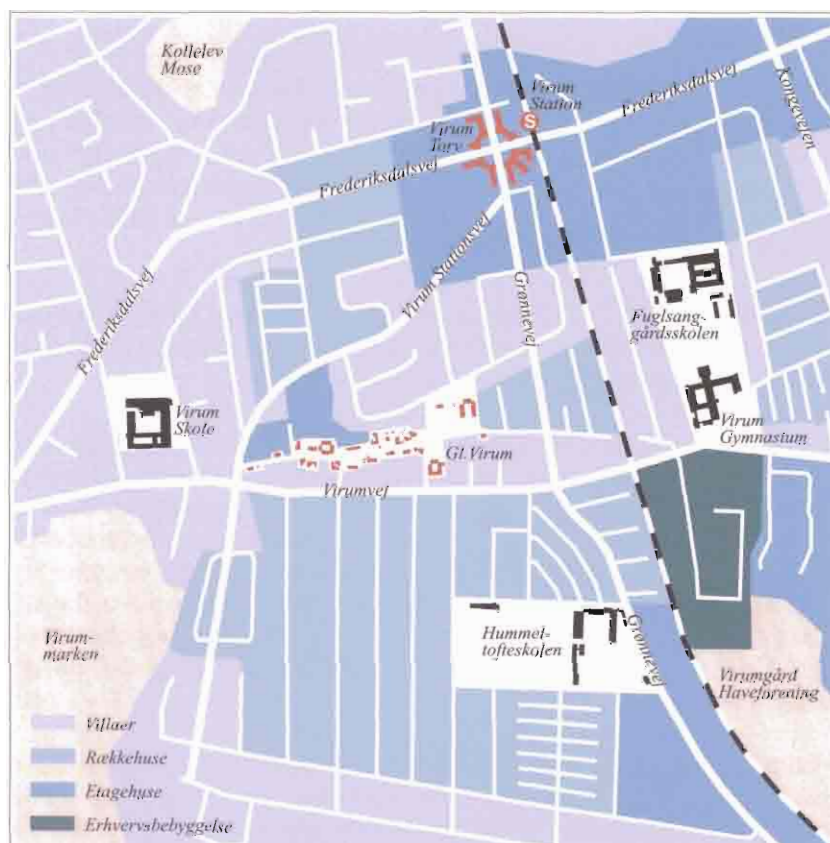 Kollelev
Mose
Virum
Station
Frederiksdalsvej
Kongevejen
Virum
Torv
S
Frederiksdalsvej
Virum Stationsvej
Grønnevej
Frederiksdalsvej
Fuglsang-
gårdsskolen
Virum
Skole
Virum
Gymnasium
Gl. Virum
Virumvej
Hummel-
tofteskolen
Grønnevej
Virum-
marken
Virumgård
Haveforening
Villaer
Rækkehuse
Etagehuse
Erhvervsbebyggelse